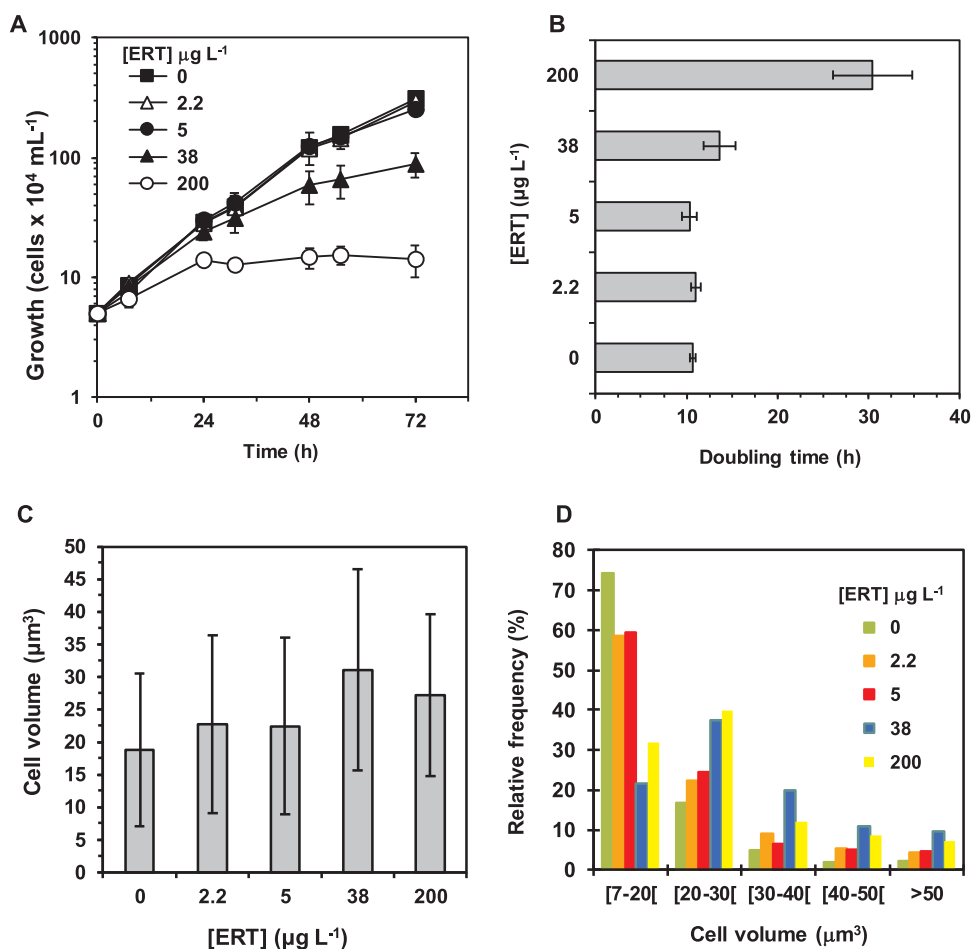 A
1000
100
10
1
[ERT] μg L-1
0
2.2
5
38
200
Growth (cells x 10⁴ mL⁻¹)
0 24 48 72
Time (h)
B
200
38
5
2.2
0
[ERT] (μg L⁻¹)
0 10 20 30 40
Doubling time (h)
C
50
45
40
35
30
25
20
15
10
5
0
Cell volume (μm³)
0 2.2 5 38 200
[ERT] (μg L⁻¹)
D
80
70
60
50
40
30
20
10
0
Relative frequency (%)
[ERT] μg L⁻¹
0
2.2
5
38
200
[7-20[ [20-30[ [30-40[ [40-50[ >50
Cell volume (μm³)